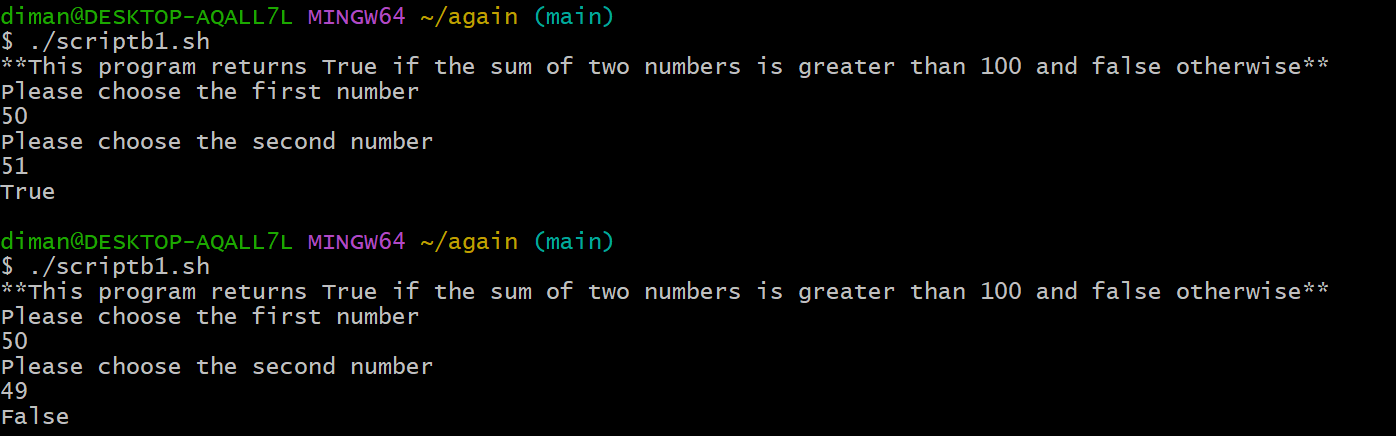 diman@DESKTOP-AQALL7L MINGW64 ~/again (main)
$ ./scriptb1.sh
**This program returns True if the sum of two numbers is greater than 100 and false otherwise**
Please choose the first number
50
Please choose the second number
51
True
diman@DESKTOP-AQALL7L MINGW64 ~/again (main)
$ ./scriptb1.sh
**This program returns True if the sum of two numbers is greater than 100 and false otherwise**
Please choose the first number
50
Please choose the second number
49
False